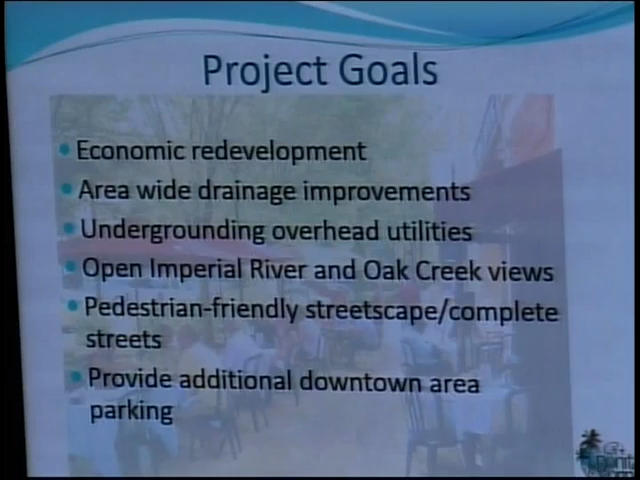 Project Goals
Economic redevelopment
Area wide drainage improvements
Undergrounding overhead utilities
Open Imperial River and Oak Creek views
Pedestrian-friendly streetscape/complete
streets
Provide additional downtown area
parking